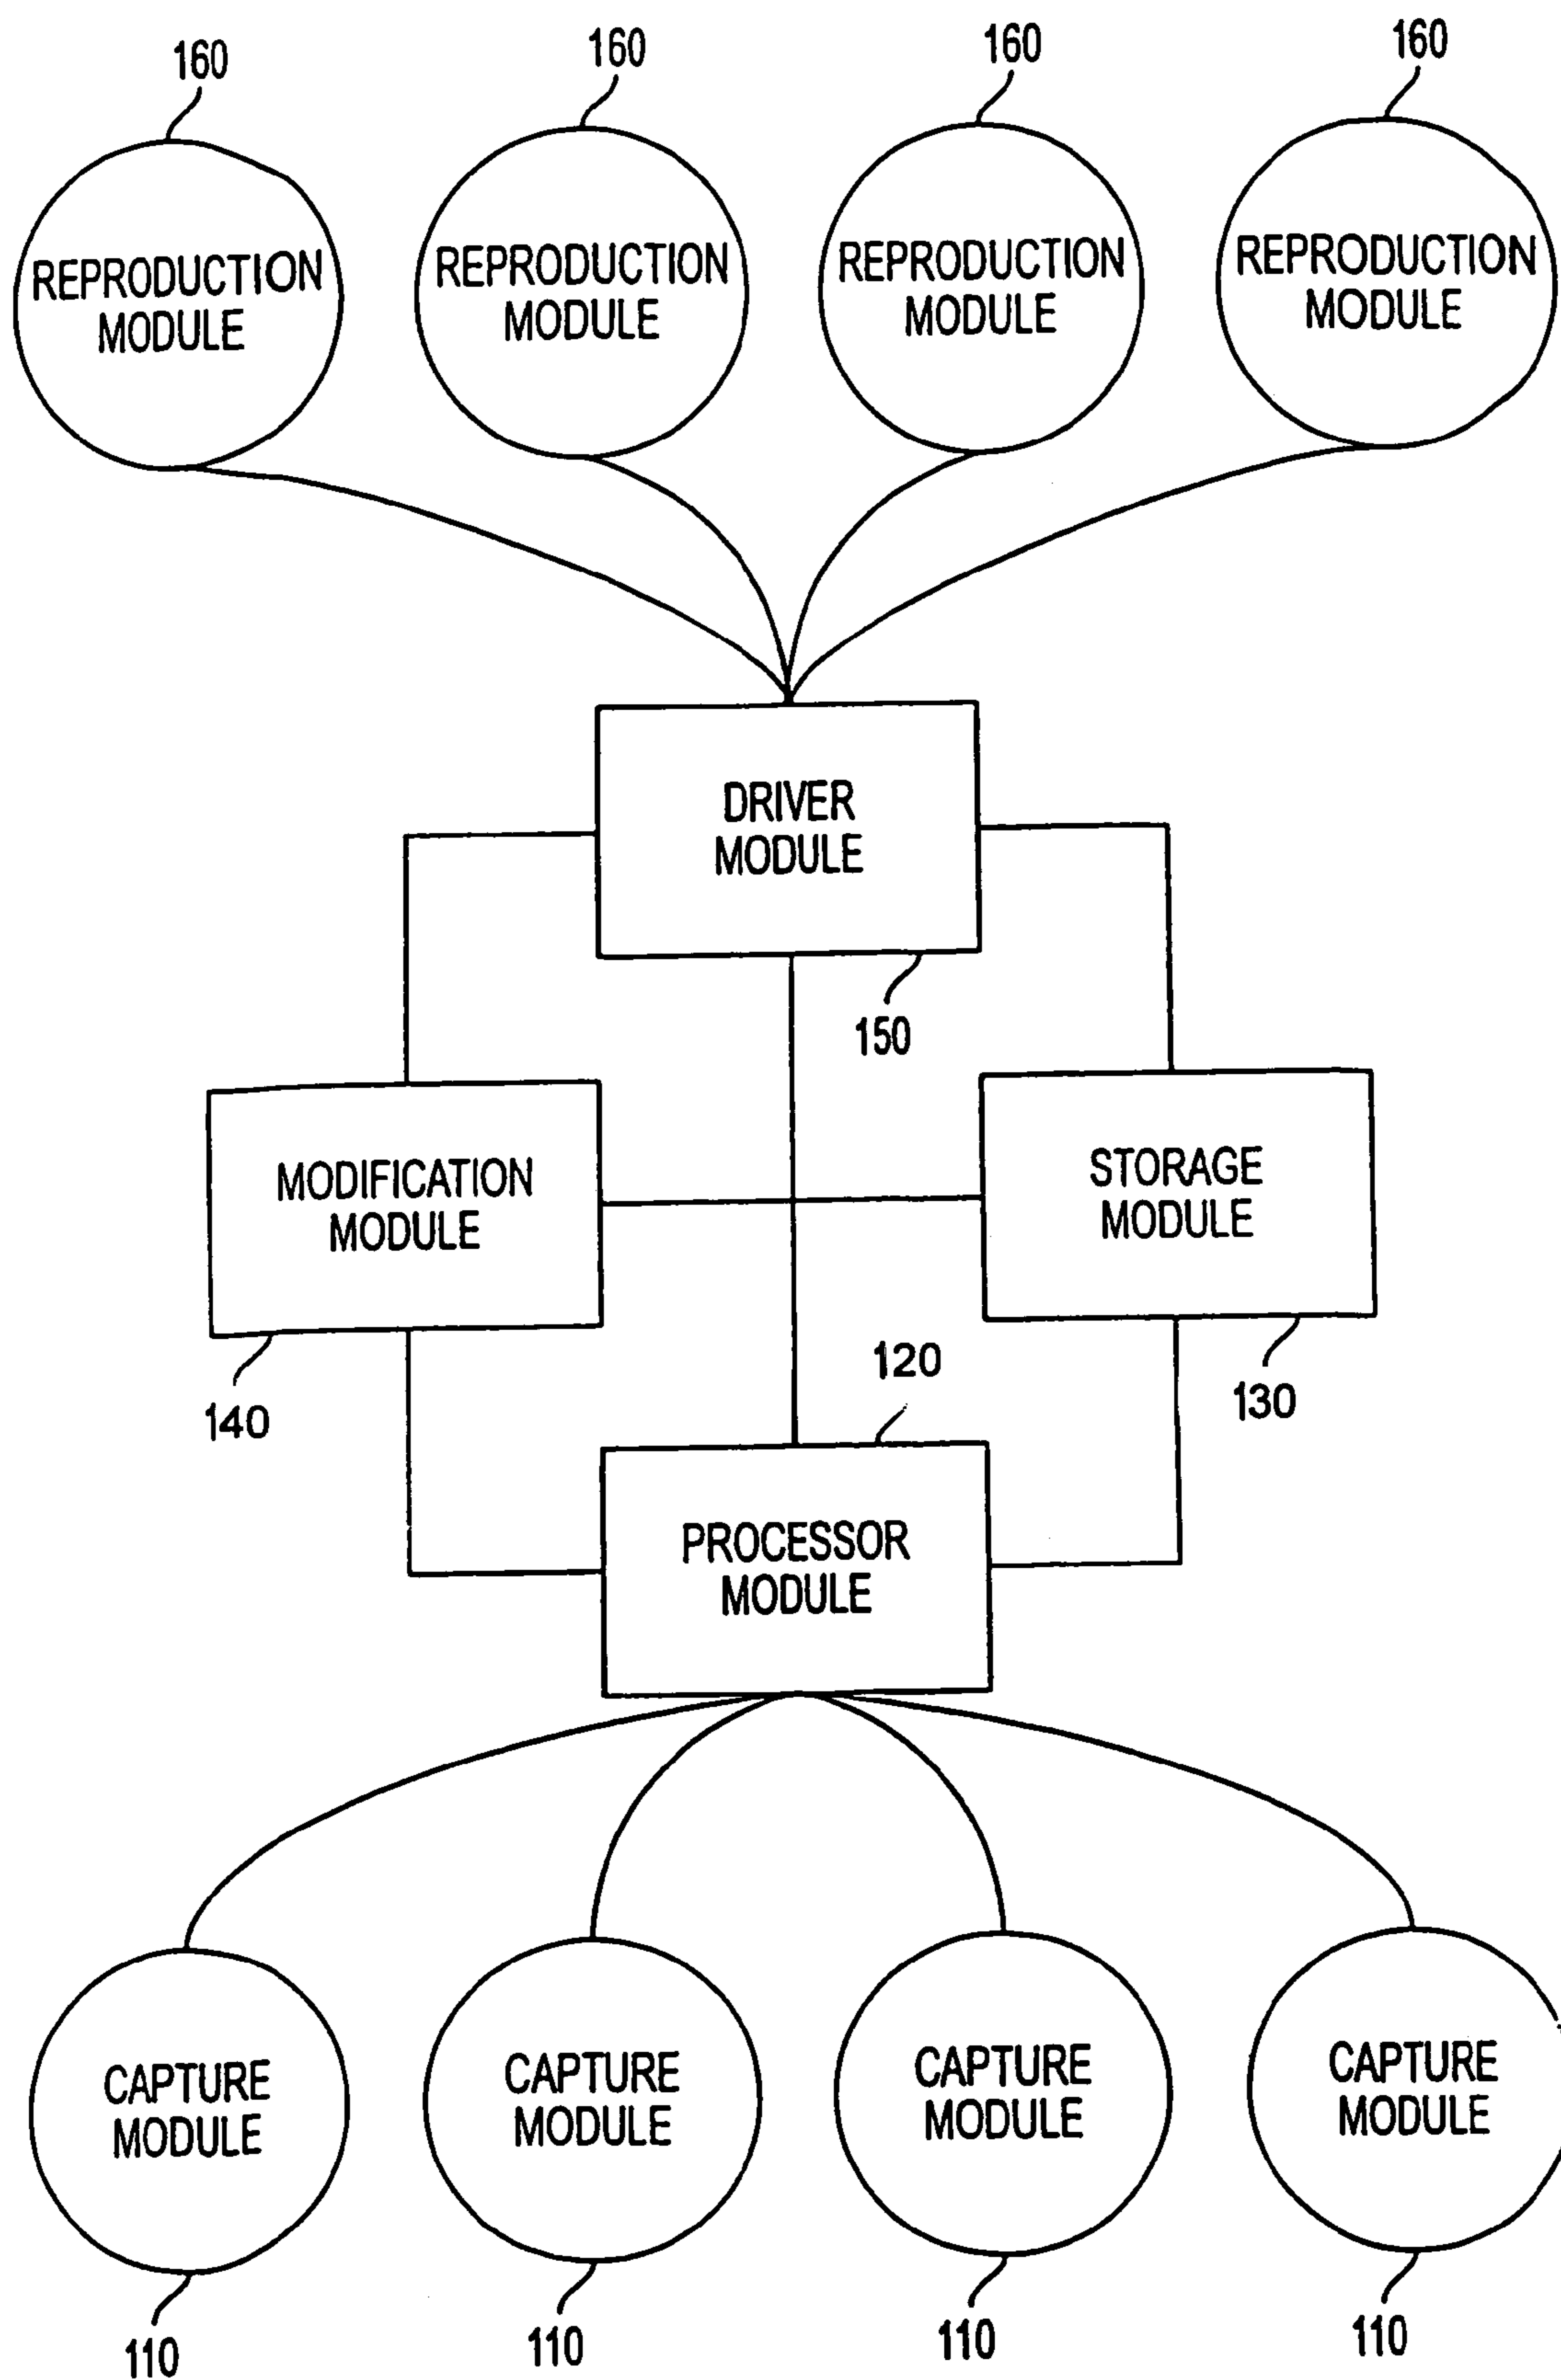 160 160 160 160
REPRODUCTION
MODULE
REPRODUCTION
MODULE
REPRODUCTION
MODULE
REPRODUCTION
MODULE
DRIVER
MODULE
150
MODIFICATION
MODULE
140
STORAGE
MODULE
130
120
PROCESSOR
MODULE
CAPTURE
MODULE
CAPTURE
MODULE
CAPTURE
MODULE
CAPTURE
MODULE
110 110 110 110